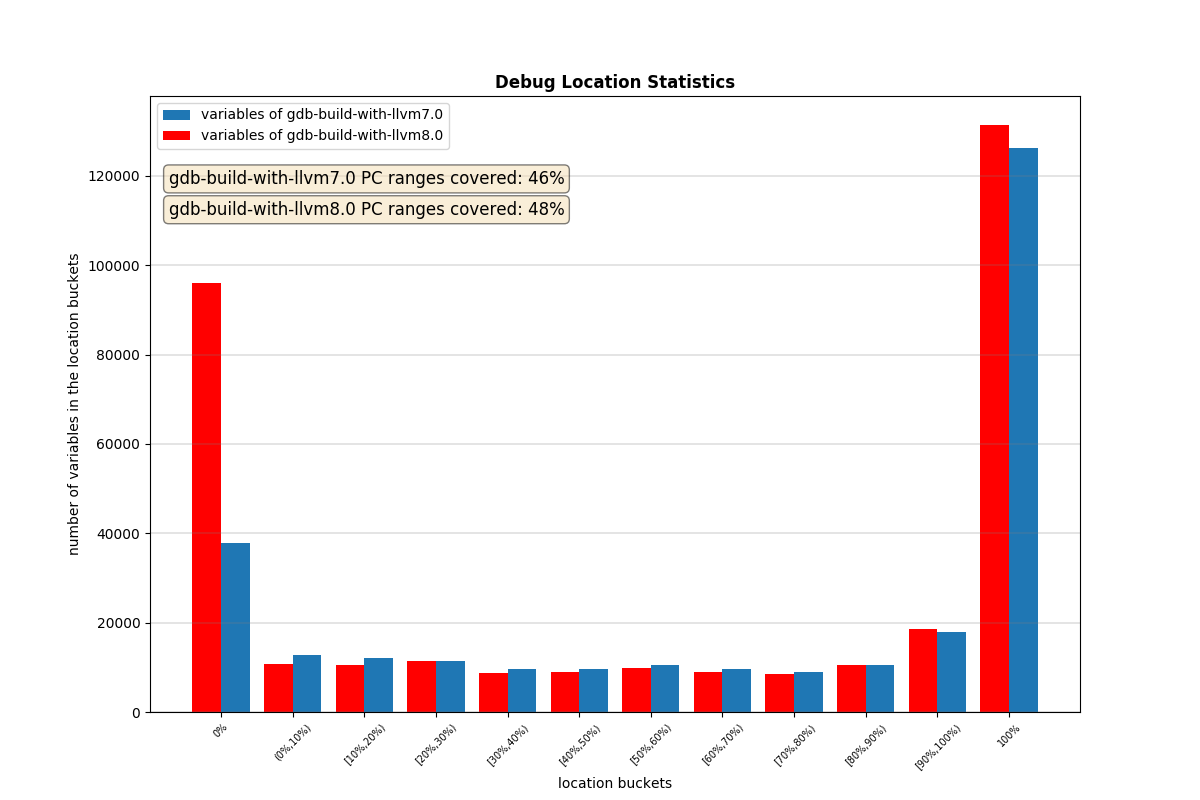 Debug Location Statistics
variables of gdb-build-with-llvm7.0
variables of gdb-build-with-llvm8.0
gdb-build-with-llvm7.0 PC ranges covered: 46%
gdb-build-with-llvm8.0 PC ranges covered: 48%
number of variables in the location buckets
120000
100000
80000
60000
40000
20000
0
0%
(0%,10%)
[10%,20%)
[20%,30%)
[30%,40%)
[40%,50%)
[50%,60%)
[60%,70%)
[70%,80%)
[80%,90%)
[90%,100%)
100%
location buckets